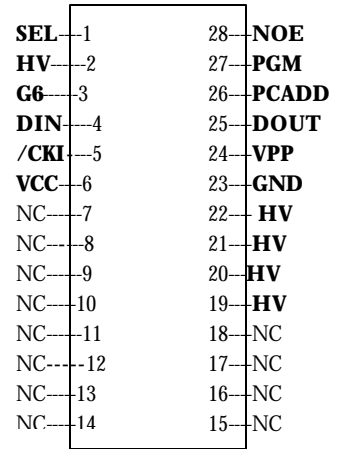 SEL----1 28----NOE
HV------2 27----PGM
G6------3 26----PCADD
DIN-----4 25----DOUT
/CKI----5 24----VPP
VCC----6 23----GND
NC------7 22---- HV
NC------8 21----HV
NC------9 20---HV
NC-----10 19----HV
NC-----11 18----NC
NC-----12 17----NC
NC-----13 16----NC
NC-----14 15----NC